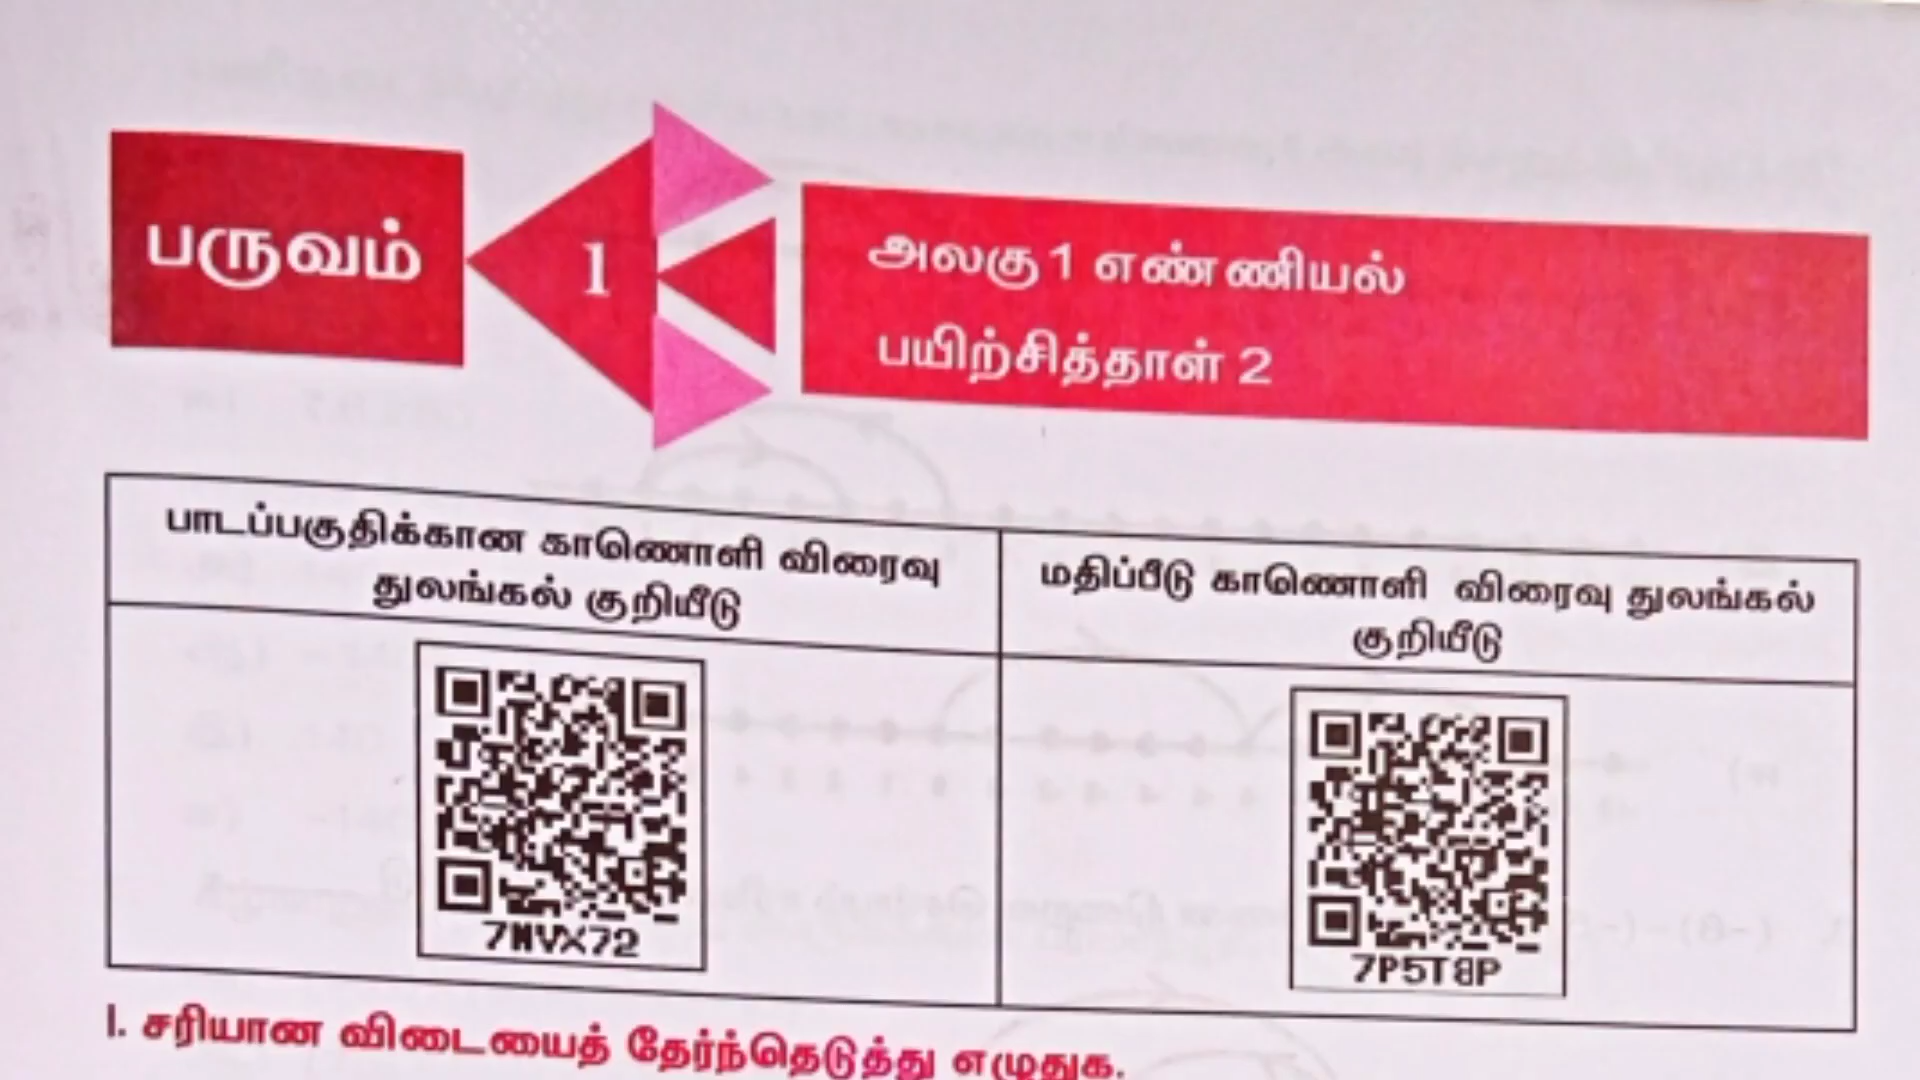 பருவம்
1
அலகு 1 எண்ணியல்
பயிற்சித்தாள் 2
பாடப்பகுதிக்கான காணொளி விரைவு
துலங்கல் குறியீடு
மதிப்பீடு காணொளி விரைவு துலங்கல்
குறியீடு
7NVX72
7P5T8P
I. சரியான விடையைத் தேர்ந்தெடுத்து எழுதுக.